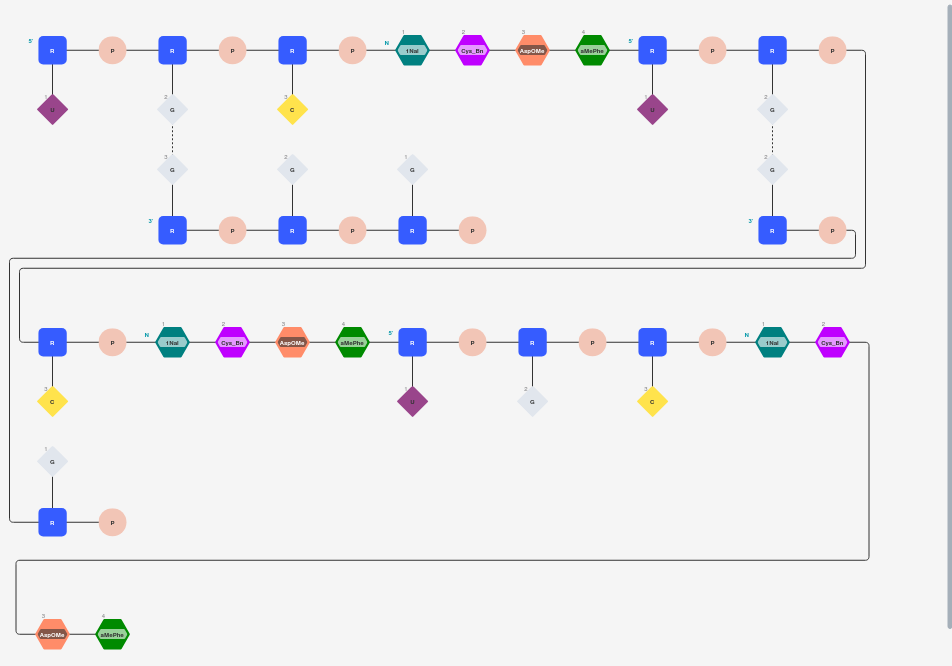 1 2 3 4
5' R P R P R P N 1Nal Cys_Bn AspOMe aMePhe 5' R P R P
1 U 2 G 3 C 1 U 2 G
3 G 2 G 1 G 2 G
3' R P R P R P 3' R P
1 2 3 4 1 2
R P N 1Nal Cys_Bn AspOMe aMePhe 5' R P R P R P N 1Nal Cys_Bn
3 C 1 U 2 G 3 C
1 G
R P
3 4
AspOMe aMePhe